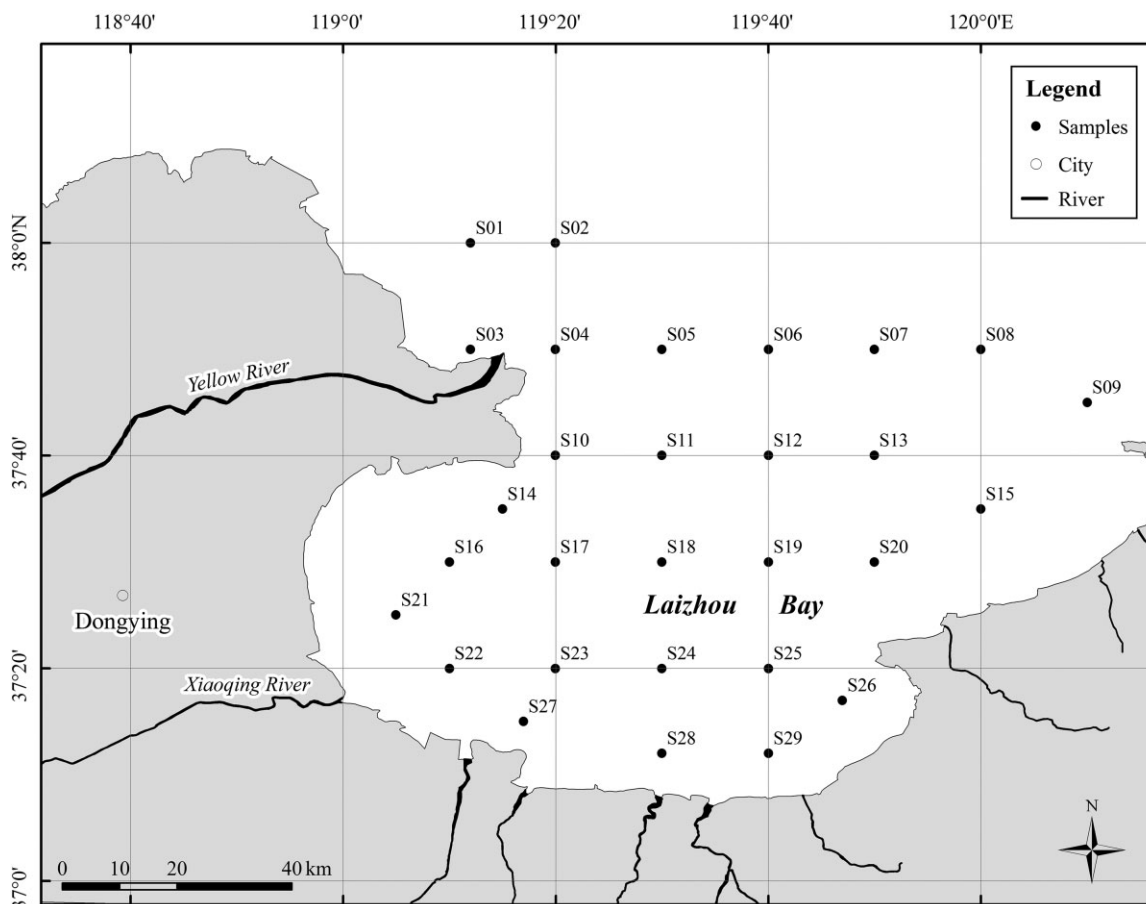 118°40' 119°0' 119°20' 119°40' 120°0'E
Legend
Samples
City
River
38°0'N
S01 S02
S03 S04 S05 S06 S07 S08
Yellow River
S09
37°40'
S10 S11 S12 S13
S14 S15
S16 S17 S18 S19 S20
Dongying
S21
Laizhou Bay
37°20'
S22 S23 S24 S25
Xiaoqing River
S26
S27
S28 S29
N
0 10 20 40 km
37°0'